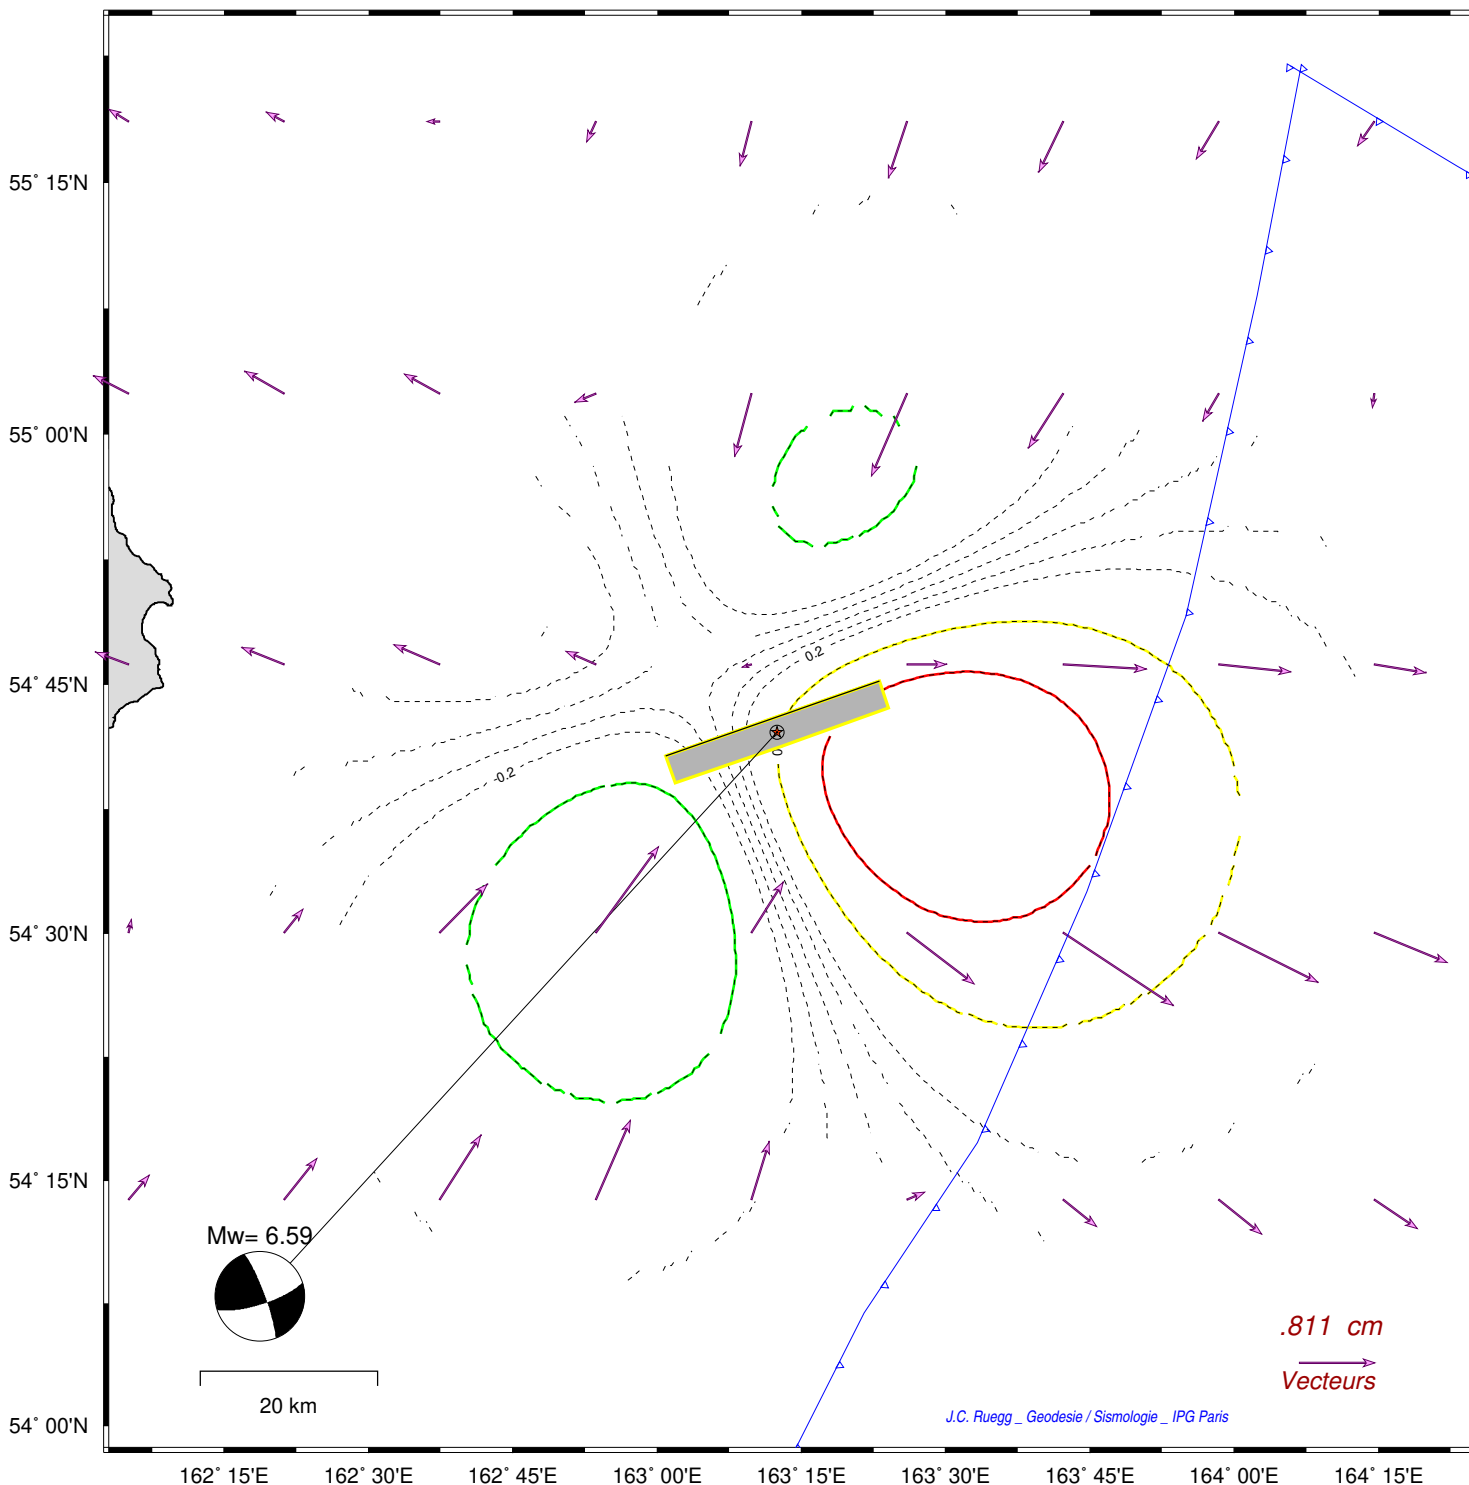 55° 15'N
55° 00'N
0.2
54° 45'N
0
-0.2
54° 30'N
54° 15'N
Mw= 6.59
.811 cm
Vecteurs
20 km
J.C. Ruegg _ Geodesie / Sismologie _ IPG Paris
54° 00'N
162° 15'E 162° 30'E 162° 45'E 163° 00'E 163° 15'E 163° 30'E 163° 45'E 164° 00'E 164° 15'E